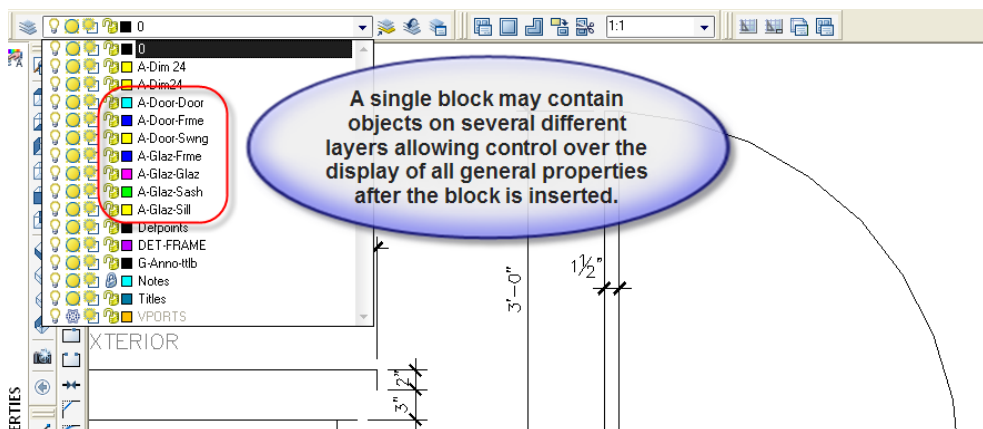 0
1:1
0
A-Dim 24
A-Dim24
A-Door-Door
A-Door-Frme
A-Door-Swng
A-Glaz-Frme
A-Glaz-Glaz
A-Glaz-Sash
A-Glaz-Sill
Defpoints
DET-FRAME
G-Anno-ttlb
Notes
Titles
VPORTS
A single block may contain
objects on several different
layers allowing control over the
display of all general properties
after the block is inserted.
1½"
3'-0"
XTERIOR
2"
3"
ERTIES